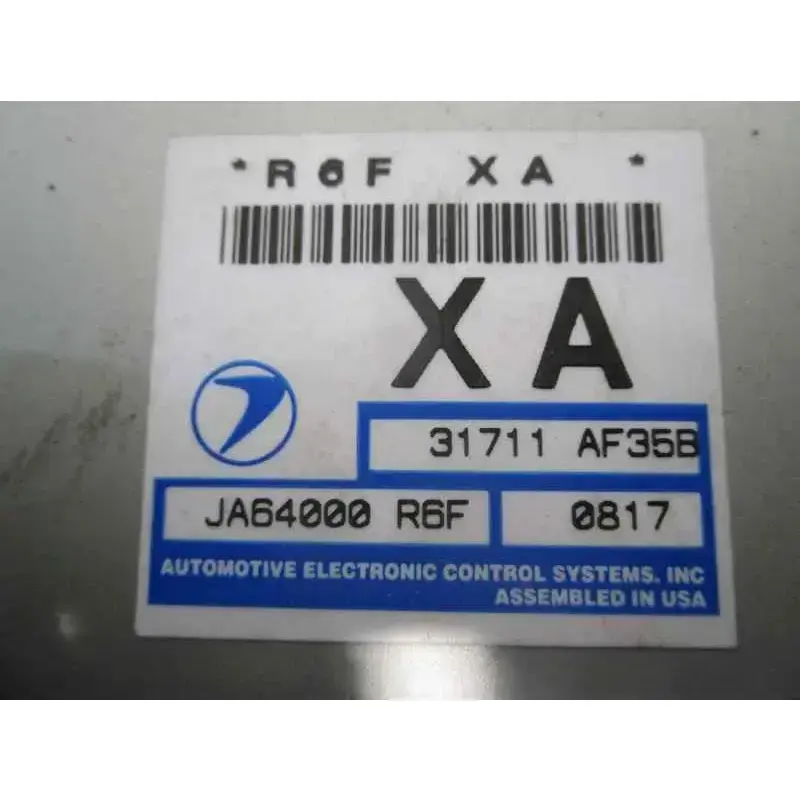 *R6F XA *
XA
31711 AF35B
JA64000 R6F 0817
AUTOMOTIVE ELECTRONIC CONTROL SYSTEMS. INC
ASSEMBLED IN USA